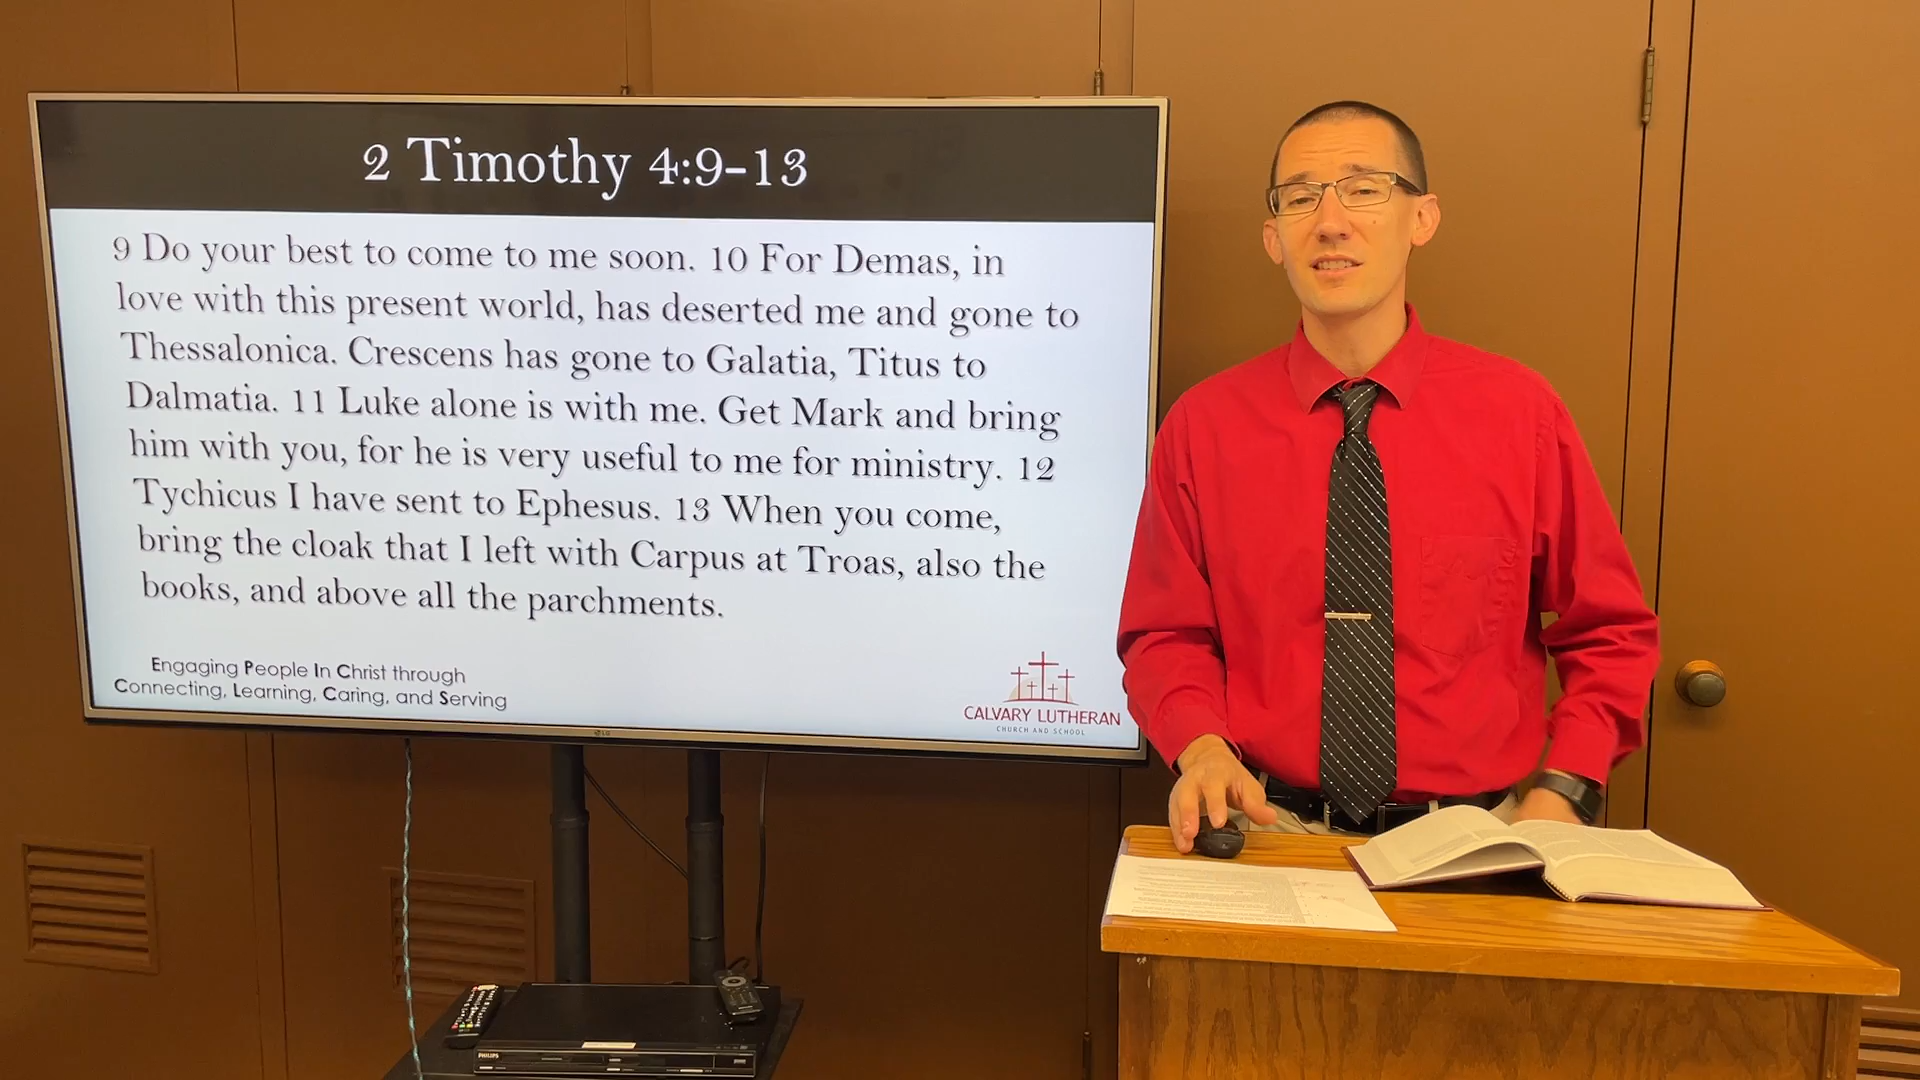 2 Timothy 4:9-13
9 Do your best to come to me soon. 10 For Demas, in
love with this present world, has deserted me and gone to
Thessalonica. Crescens has gone to Galatia, Titus to
Dalmatia. 11 Luke alone is with me. Get Mark and bring
him with you, for he is very useful to me for ministry. 12
Tychicus I have sent to Ephesus. 13 When you come,
bring the cloak that I left with Carpus at Troas, also the
books, and above all the parchments.
Engaging People In Christ through
Connecting, Learning, Caring, and Serving
CALVARY LUTHERAN
CHURCH AND SCHOOL
LG
PHILIPS